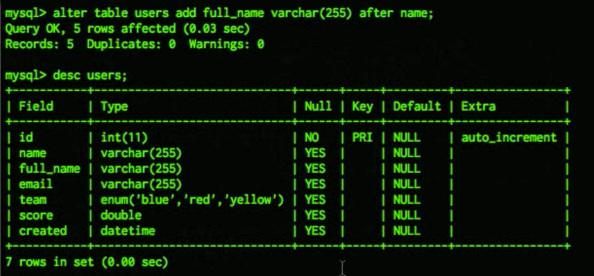 mysql> alter table users add full_name varchar(255) after name;
Query OK, 5 rows affected (0.03 sec)
Records: 5  Duplicates: 0  Warnings: 0
mysql> desc users;
+-----------+-----------------------------+------+-----+---------+----------------+
| Field     | Type                        | Null | Key | Default | Extra          |
+-----------+-----------------------------+------+-----+---------+----------------+
| id        | int(11)                     | NO   | PRI | NULL    | auto_increment |
| name      | varchar(255)                | YES  |     | NULL    |                |
| full_name | varchar(255)                | YES  |     | NULL    |                |
| email     | varchar(255)                | YES  |     | NULL    |                |
| team      | enum('blue','red','yellow') | YES  |     | NULL    |                |
| score     | double                      | YES  |     | NULL    |                |
| created   | datetime                    | YES  |     | NULL    |                |
+-----------+-----------------------------+------+-----+---------+----------------+
7 rows in set (0.00 sec)